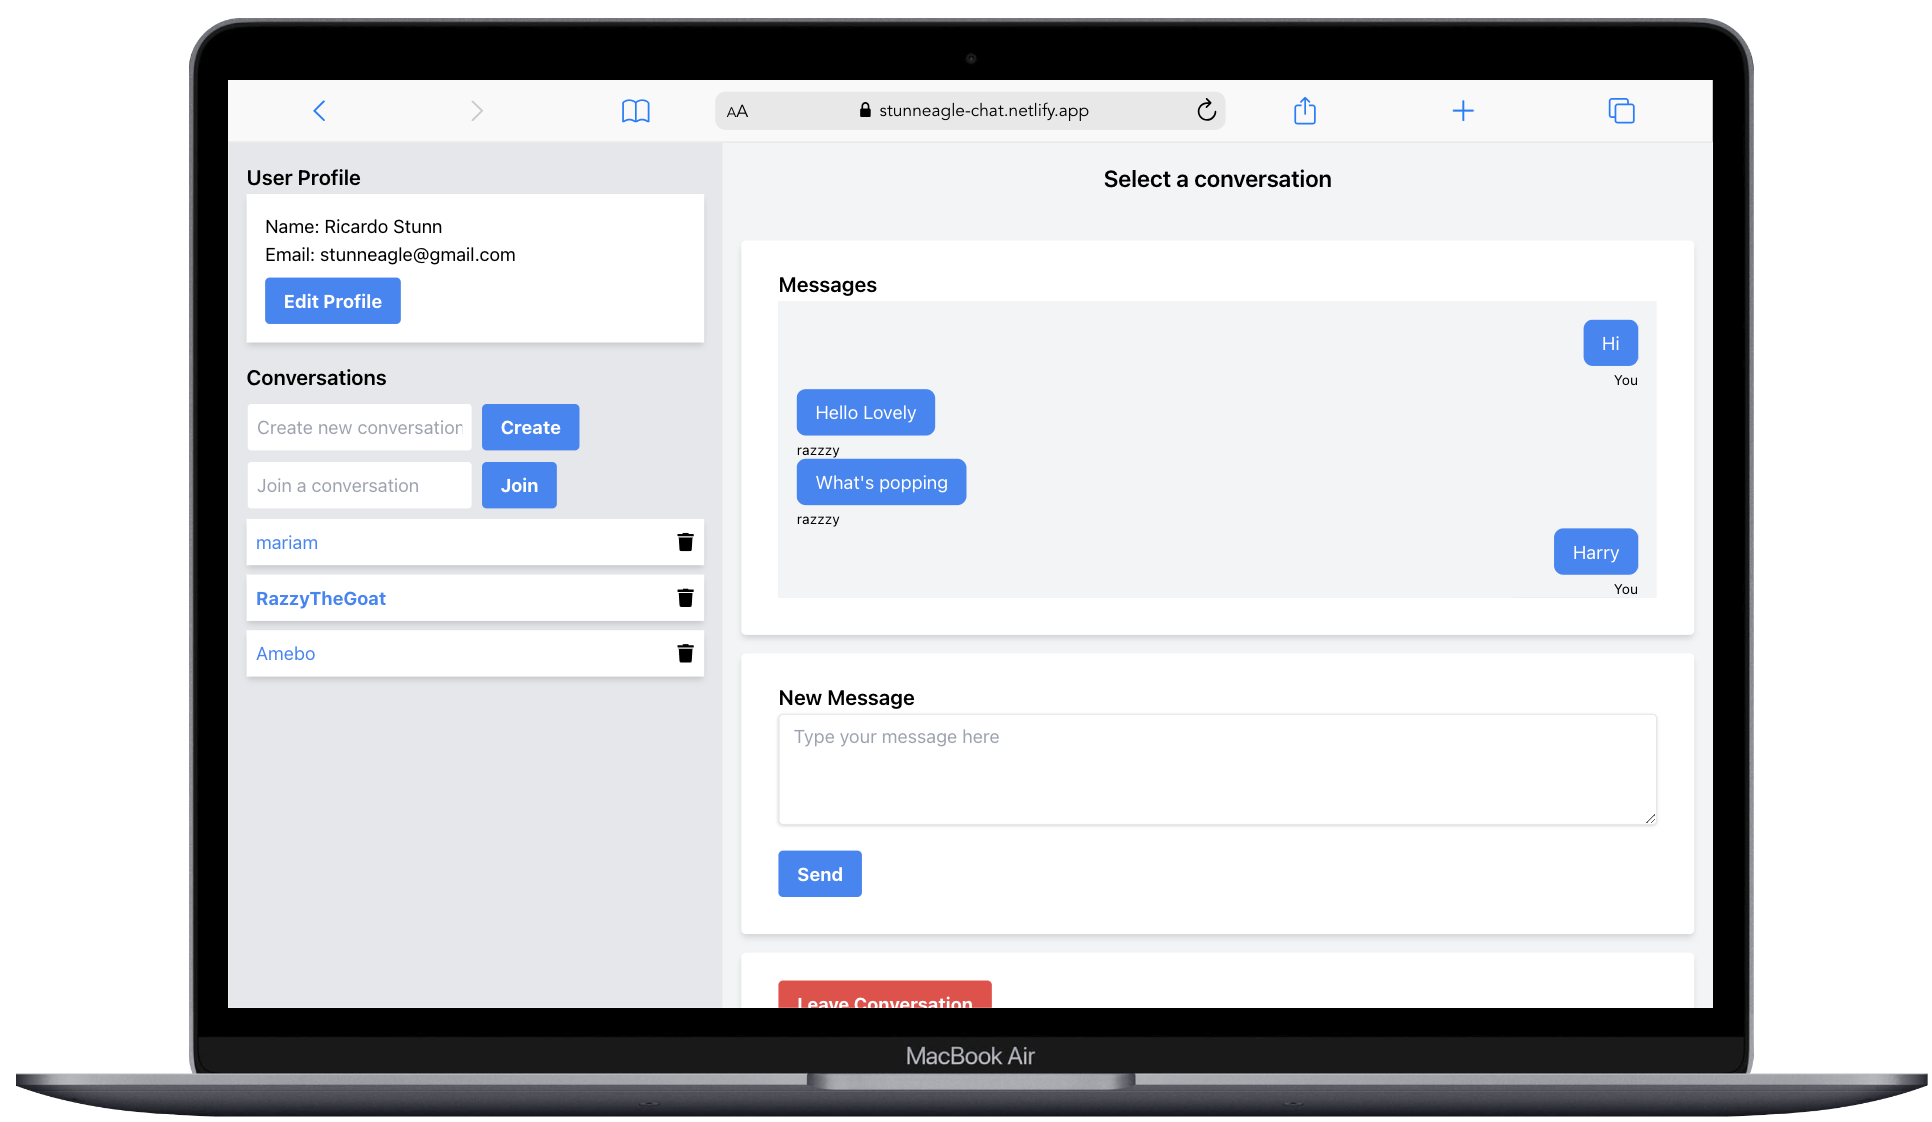 AA
stunneagle-chat.netlify.app
User Profile
Name: Ricardo Stunn
Email: stunneagle@gmail.com
Edit Profile
Conversations
Create new conversation
Create
Join a conversation
Join
mariam
RazzyTheGoat
Amebo
Select a conversation
Messages
Hi
You
Hello Lovely
razzzy
What's popping
razzzy
Harry
You
New Message
Type your message here
Send
Leave Conversation
MacBook Air